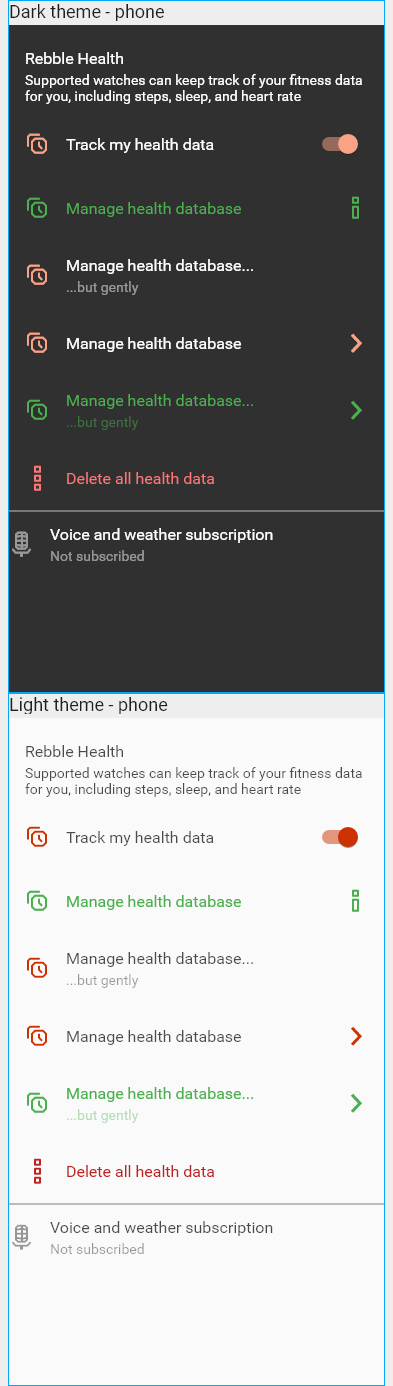 Dark theme - phone
Rebble Health
Supported watches can keep track of your fitness data
for you, including steps, sleep, and heart rate
Track my health data
Manage health database
Manage health database...
...but gently
Manage health database
Manage health database...
...but gently
Delete all health data
Voice and weather subscription
Not subscribed
Light theme - phone
Rebble Health
Supported watches can keep track of your fitness data
for you, including steps, sleep, and heart rate
Track my health data
Manage health database
Manage health database...
...but gently
Manage health database
Manage health database...
...but gently
Delete all health data
Voice and weather subscription
Not subscribed